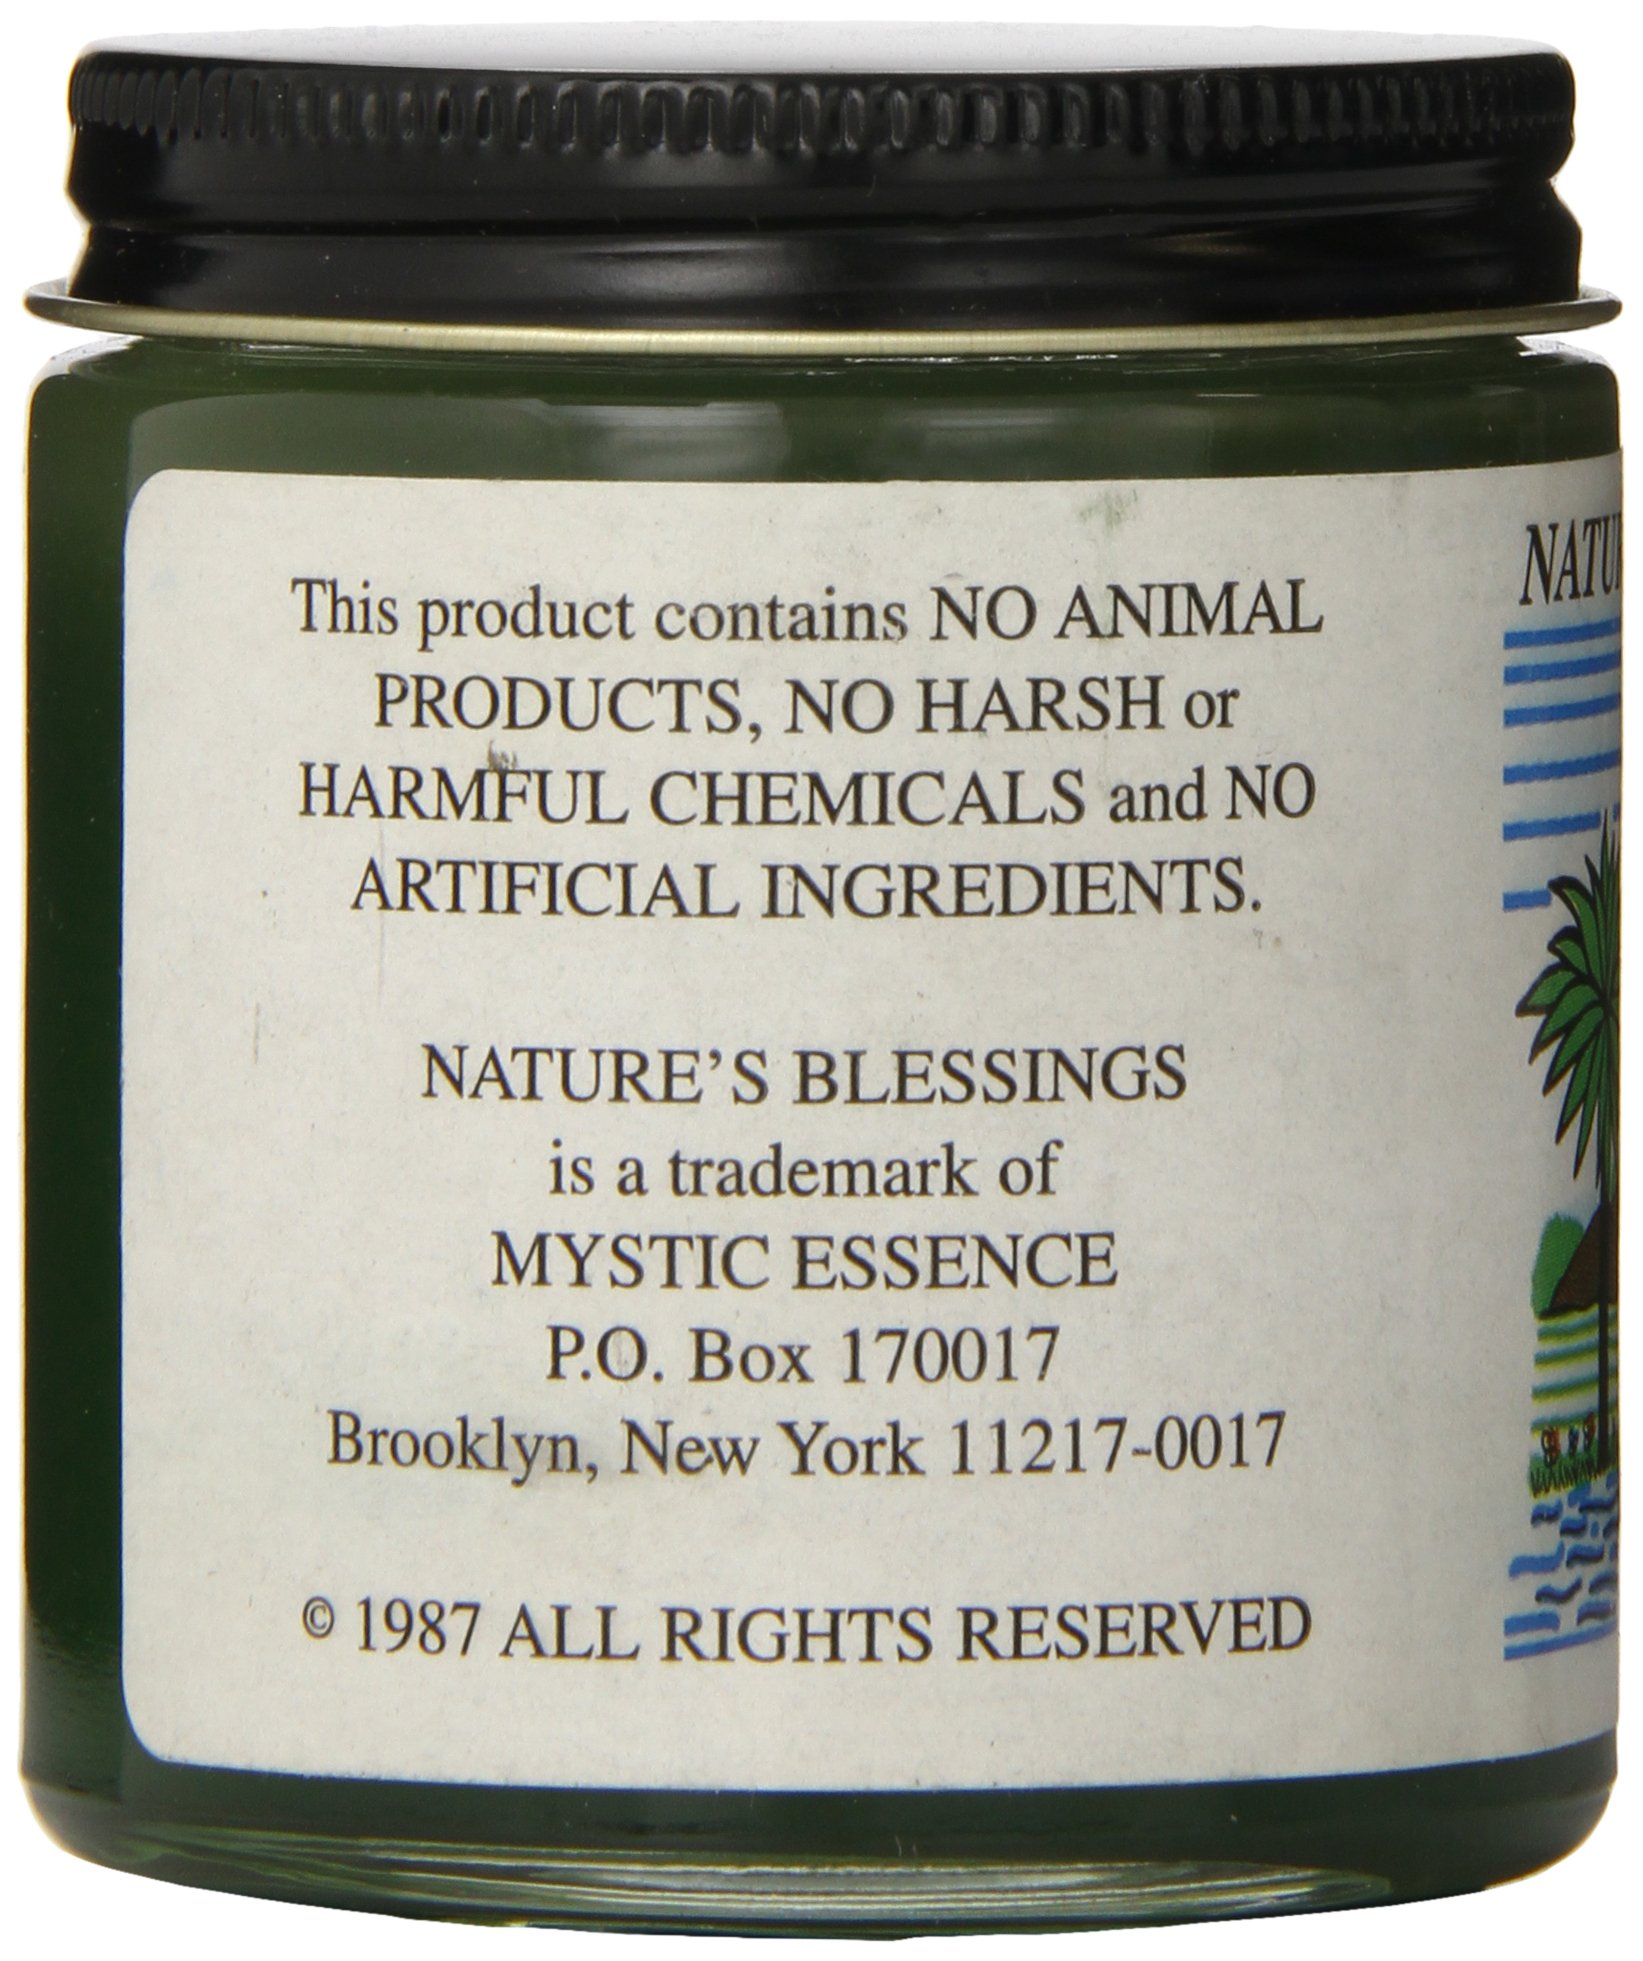 This product contains NO ANIMAL
PRODUCTS, NO HARSH or
HARMFUL CHEMICALS and NO
ARTIFICIAL INGREDIENTS.
NATURE'S BLESSINGS
is a trademark of
MYSTIC ESSENCE
P.O. Box 170017
Brooklyn, New York 11217-0017
© 1987 ALL RIGHTS RESERVED